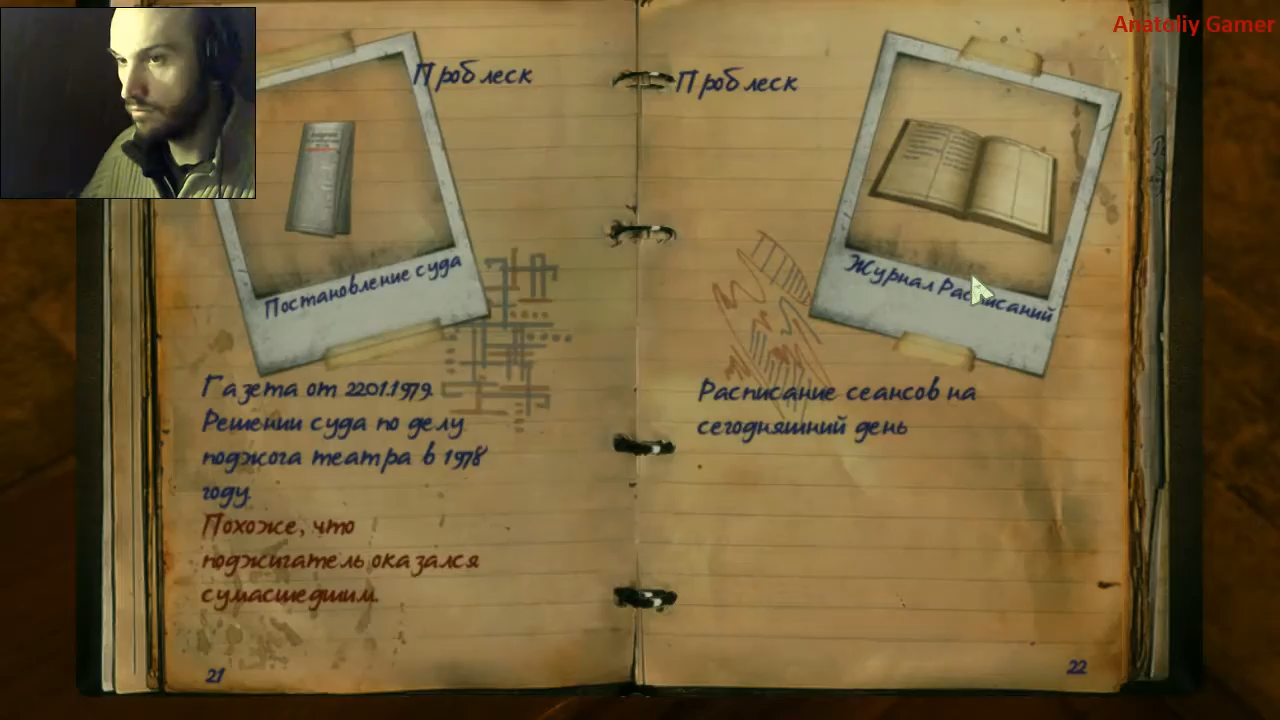 Anatoliy Gamer
Проблеск
Постановление суда
Газета от 22.01.1979.
Решении суда по делу
поджога театра в 1978
году.
Похоже, что
поджигатель оказался
сумасшедшим.
21
Проблеск
Журнал Расписаний
Расписание сеансов на
сегодняшний день
22